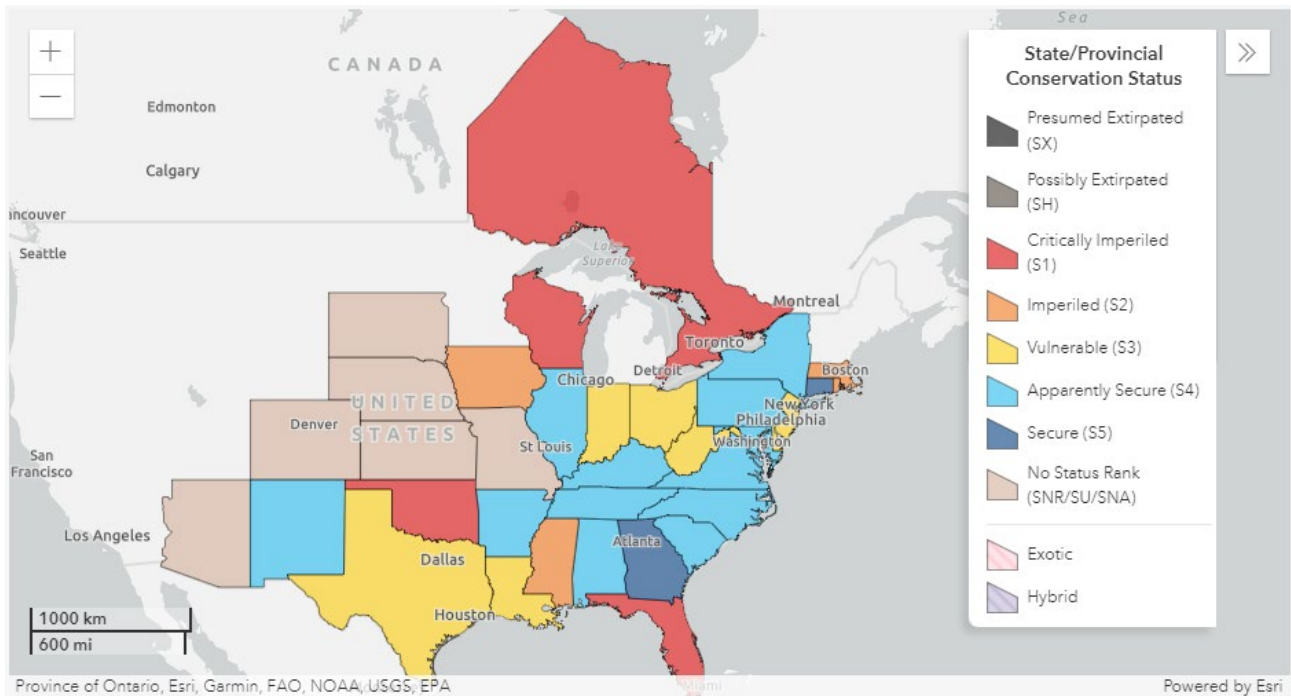 +
−
Sea
CANADA
Edmonton
Calgary
ancouver
Seattle
Lake
Superior
Montreal
Toronto
Boston
Detroit
Chicago
UNITED
STATES
New York
Philadelphia
Denver
Washington
St Louis
San
Francisco
Los Angeles
Atlanta
Dallas
Houston
Miami
1000 km
600 mi
State/Provincial
Conservation Status
Presumed Extirpated
(SX)
Possibly Extirpated
(SH)
Critically Imperiled
(S1)
Imperiled (S2)
Vulnerable (S3)
Apparently Secure (S4)
Secure (S5)
No Status Rank
(SNR/SU/SNA)
Exotic
Hybrid
Province of Ontario, Esri, Garmin, FAO, NOAA, USGS, EPA
Powered by Esri